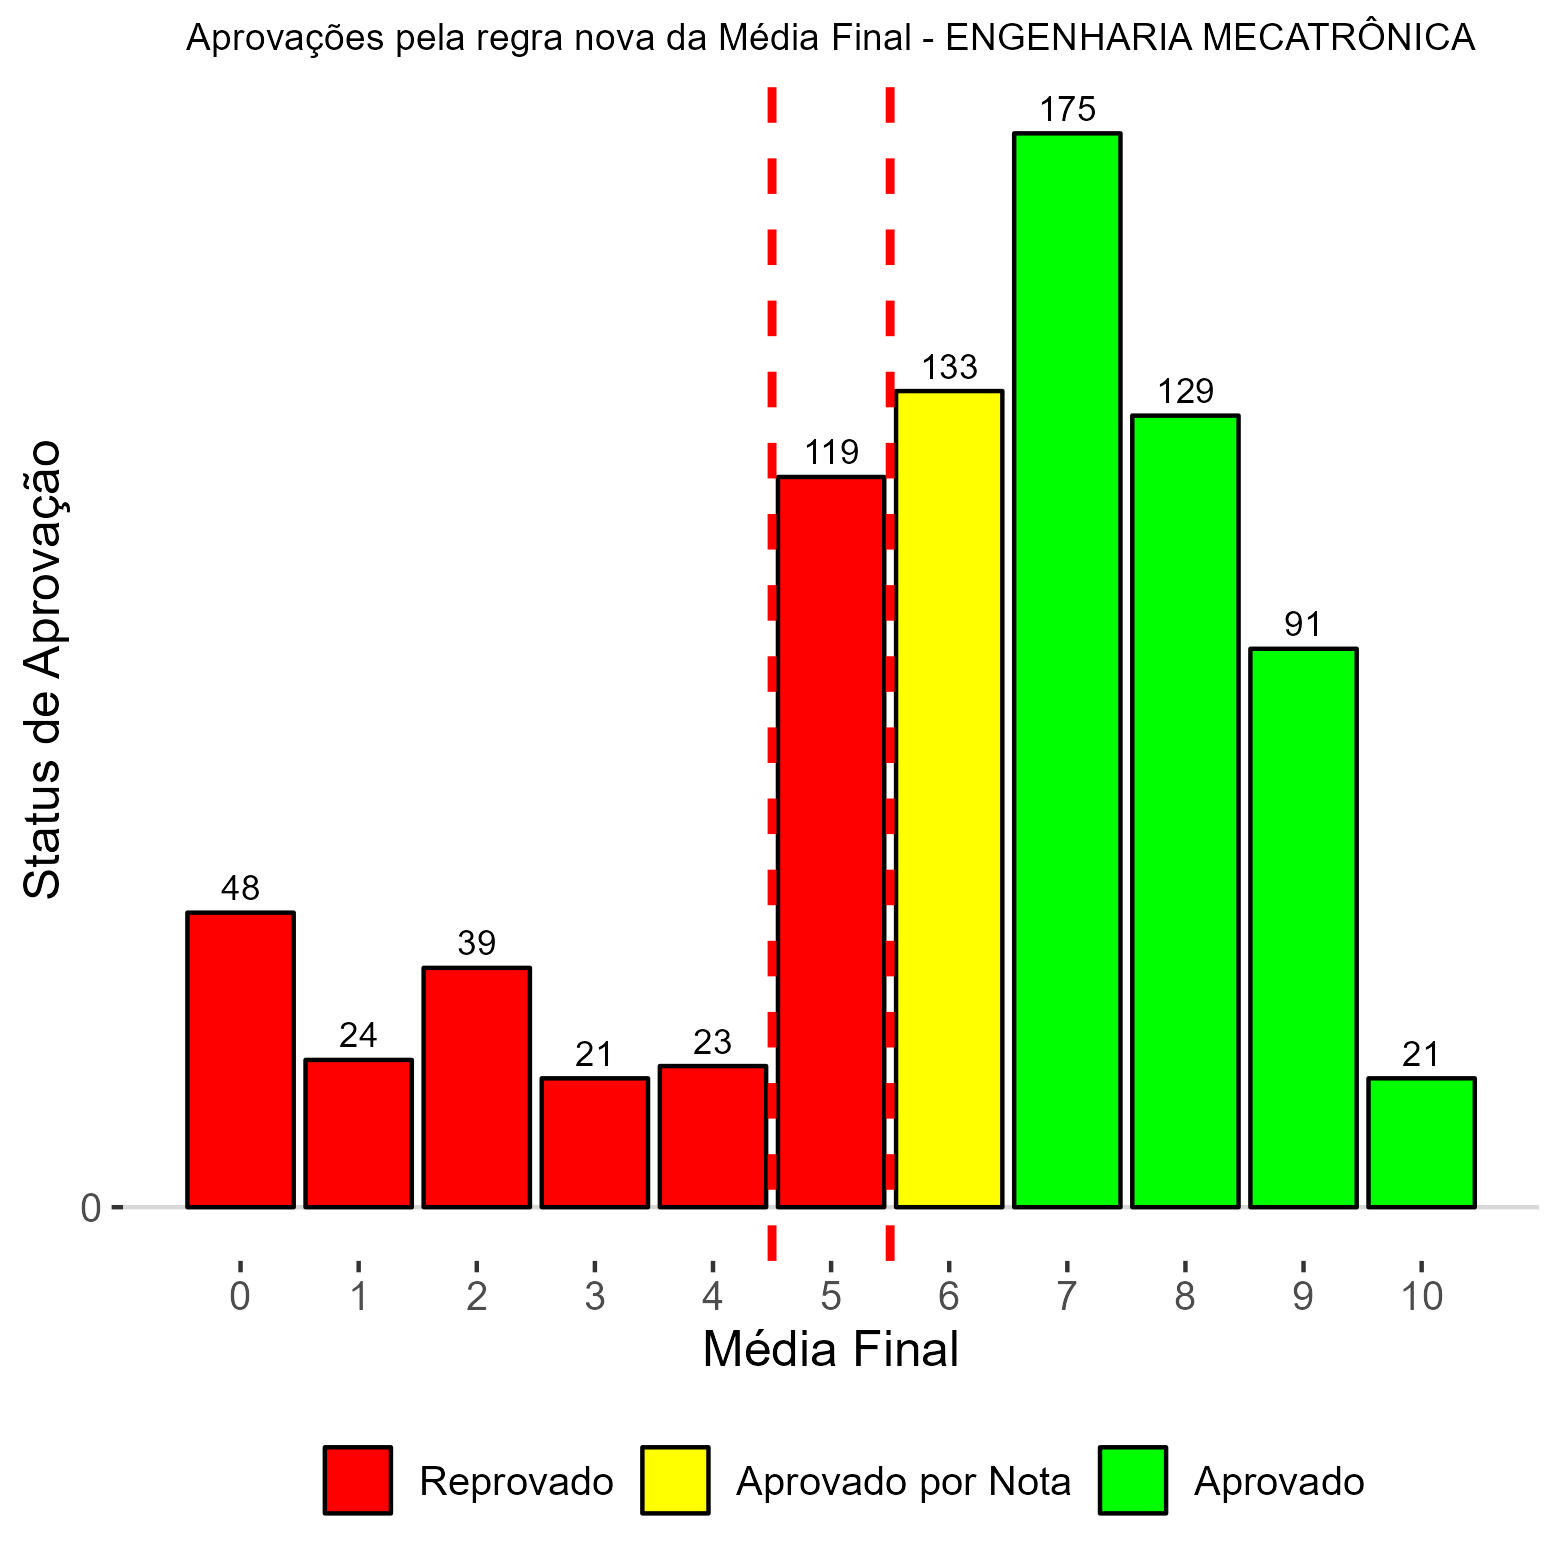 Aprovações pela regra nova da Média Final - ENGENHARIA MECATRÔNICA
175
133
129
119
91
48
39
24
23
21
21
Status de Aprovação
0
0 1 2 3 4 5 6 7 8 9 10
Média Final
Reprovado Aprovado por Nota Aprovado